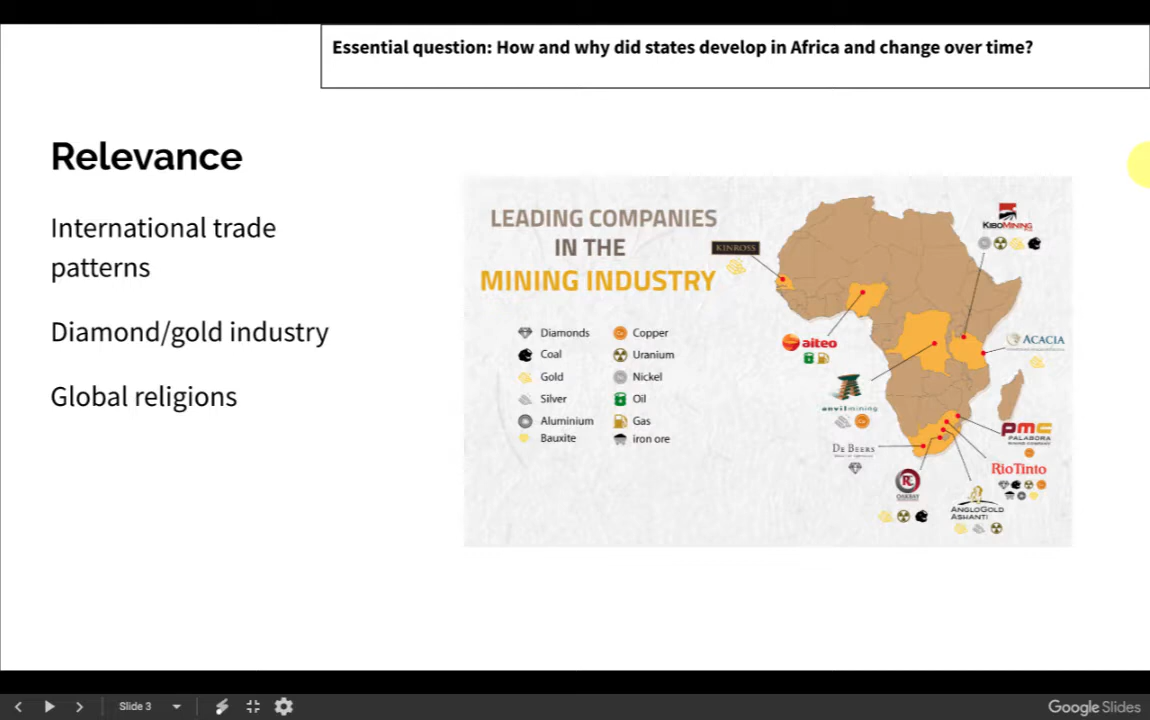 Essential question: How and why did states develop in Africa and change over time?
Relevance
International trade
patterns
Diamond/gold industry
Global religions
LEADING COMPANIES
IN THE
MINING INDUSTRY
Diamonds
Coal
Gold
Silver
Aluminium
Bauxite
Copper
Uranium
Nickel
Oil
Gas
iron ore
KINROSS
KIBOMINING
aiteo
ACACIA
anvilmining
DE BEERS
PMC
PALABORA
RioTinto
OAKBAY
ANGLOGOLD
ASHANTI
Slide 3
Google Slides